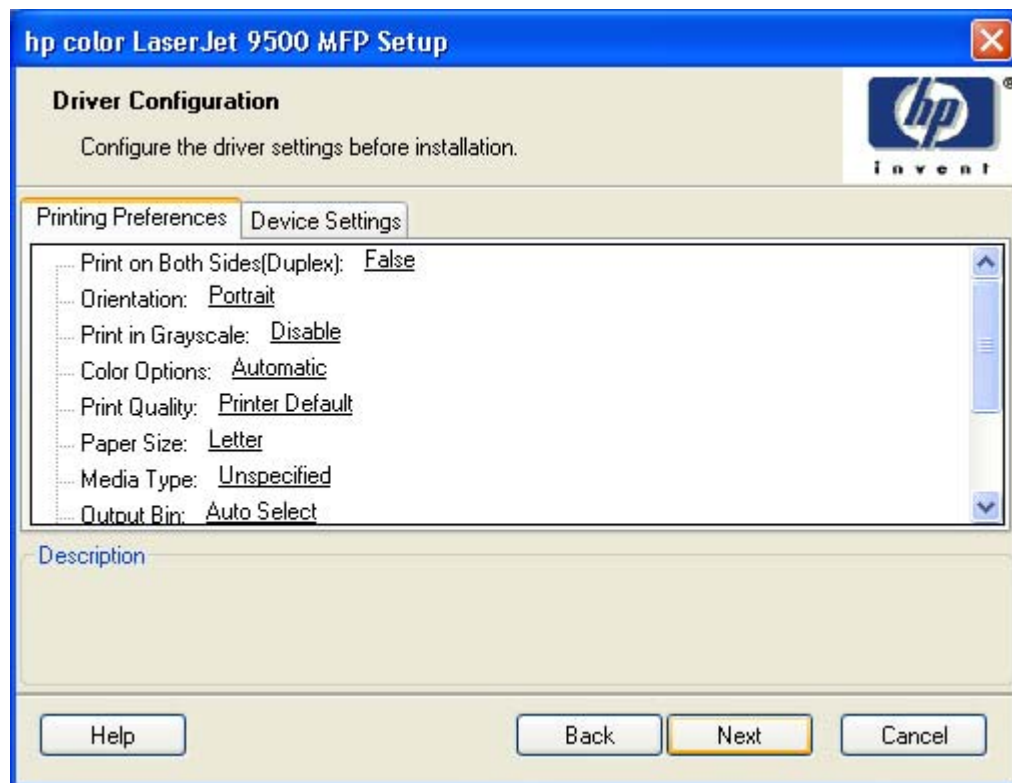 hp color LaserJet 9500 MFP Setup
Driver Configuration
Configure the driver settings before installation.
hp
®
invent
Printing Preferences
Device Settings
Print on Both Sides(Duplex): False
Orientation: Portrait
Print in Grayscale: Disable
Color Options: Automatic
Print Quality: Printer Default
Paper Size: Letter
Media Type: Unspecified
Output Bin: Auto Select
Description
Help
Back
Next
Cancel